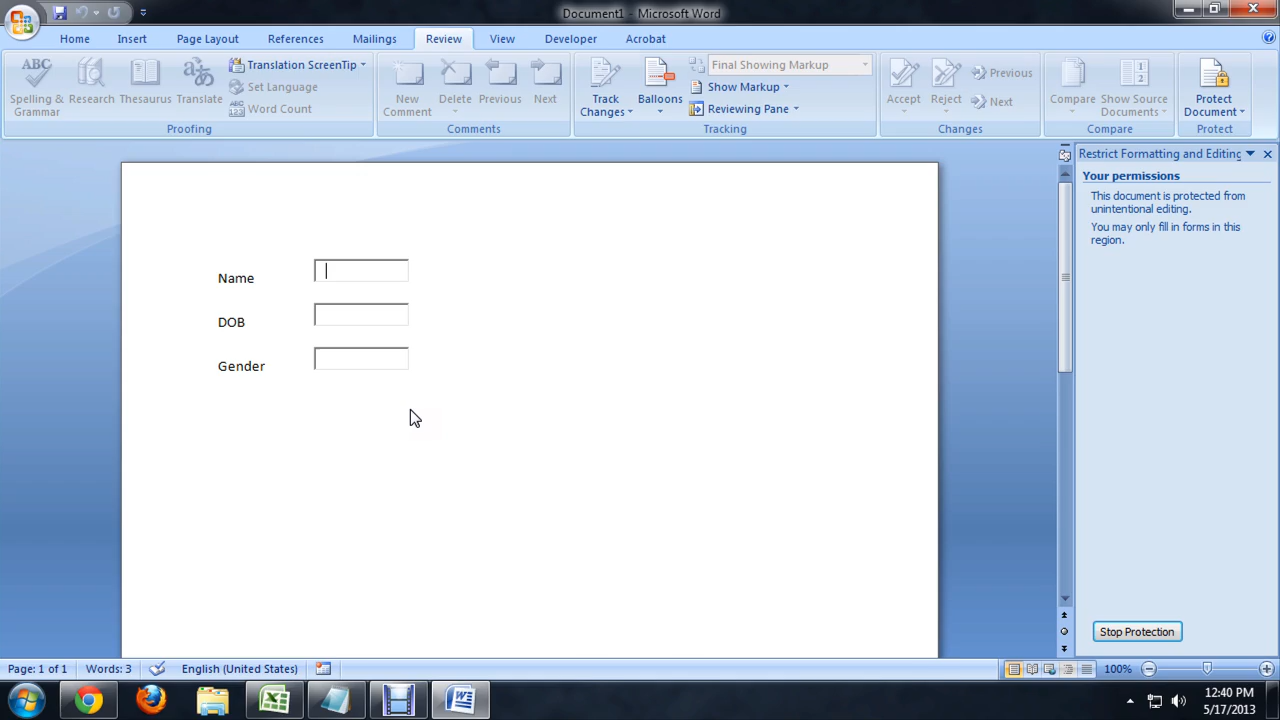 Document1 - Microsoft Word
Home Insert Page Layout References Mailings Review View Developer Acrobat
ABC Spelling & Grammar
Research
Thesaurus
Translate
Translation ScreenTip
Set Language
ABC 123 Word Count
Proofing
New Comment
Delete
Previous
Next
Comments
Track Changes
Balloons
Final Showing Markup
Show Markup
Reviewing Pane
Tracking
Accept
Reject
Previous
Next
Changes
Compare
1 2 Show Source Documents
Compare
Protect Document
Protect
Restrict Formatting and Editing
Your permissions
This document is protected from
unintentional editing.
You may only fill in forms in this
region.
Name
DOB
Gender
Stop Protection
Page: 1 of 1 Words: 3 English (United States) 100%
12:40 PM
5/17/2013